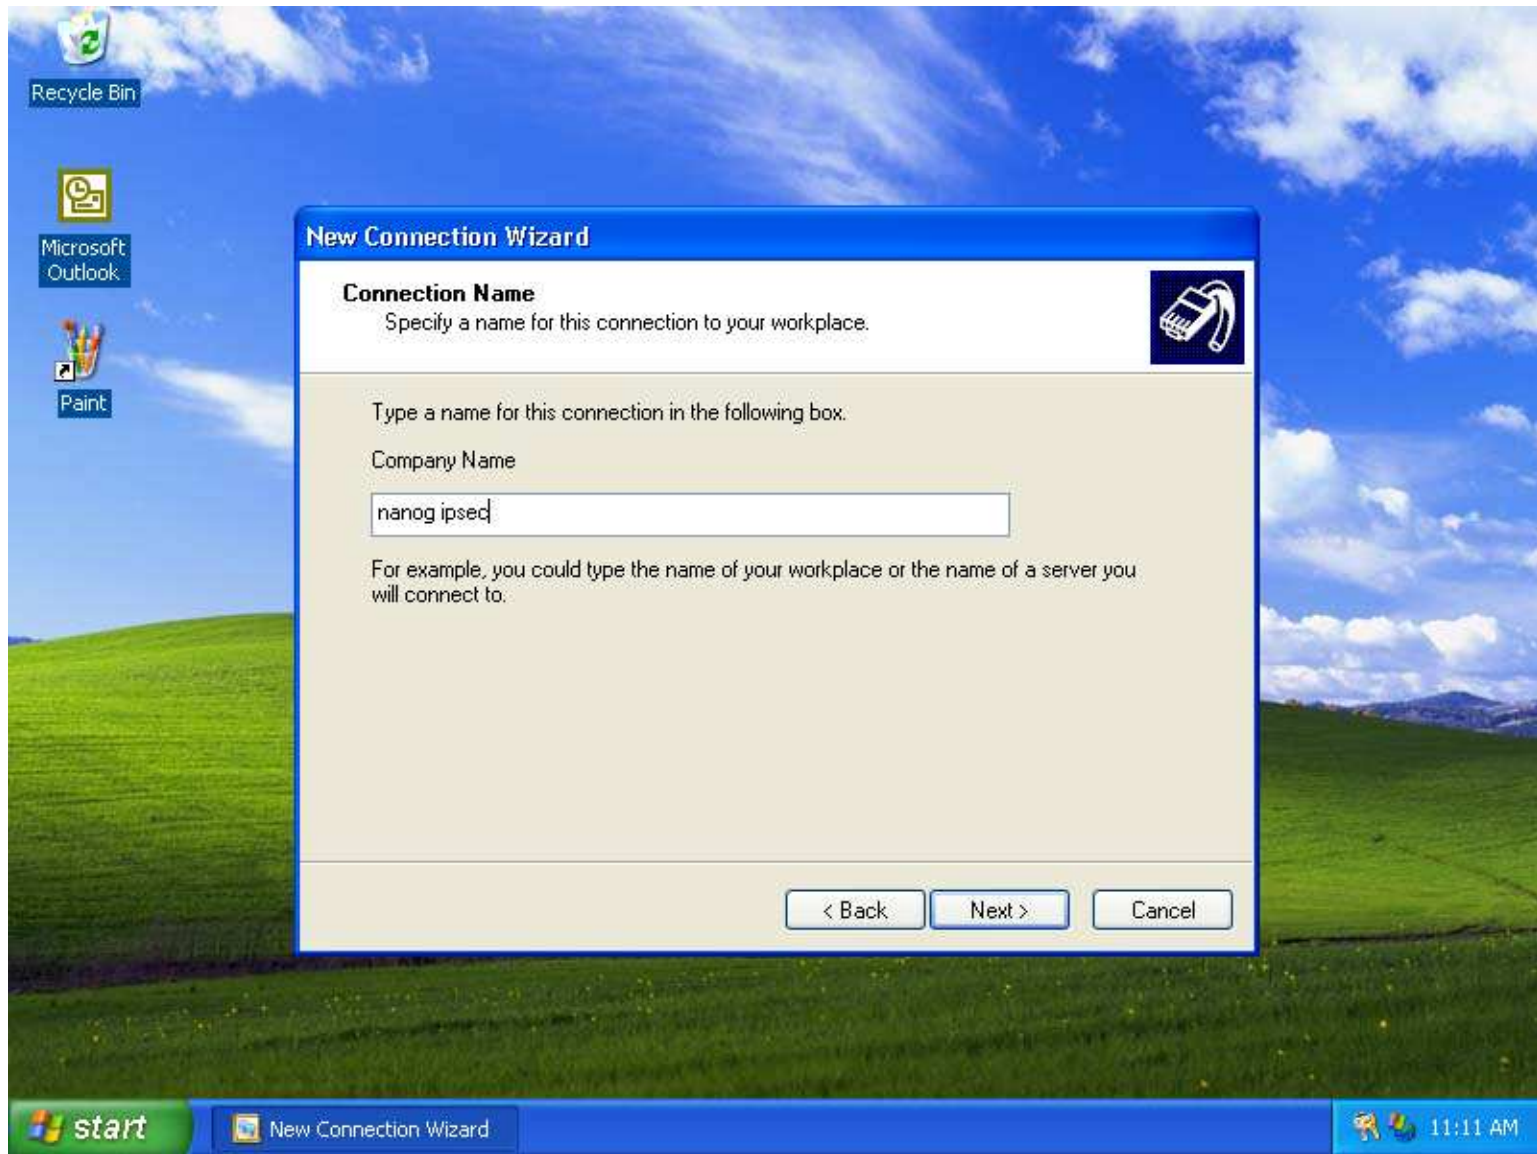 Recycle Bin
Microsoft
Outlook
Paint
New Connection Wizard
Connection Name
Specify a name for this connection to your workplace.
Type a name for this connection in the following box.
Company Name
nanog ipsec
For example, you could type the name of your workplace or the name of a server you
will connect to.
< Back
Next >
Cancel
start
New Connection Wizard
11:11 AM